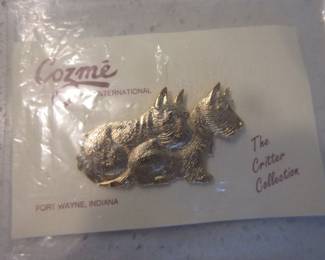 Cozmé
INTERNATIONAL
The
Critter
Collection
FORT WAYNE, INDIANA